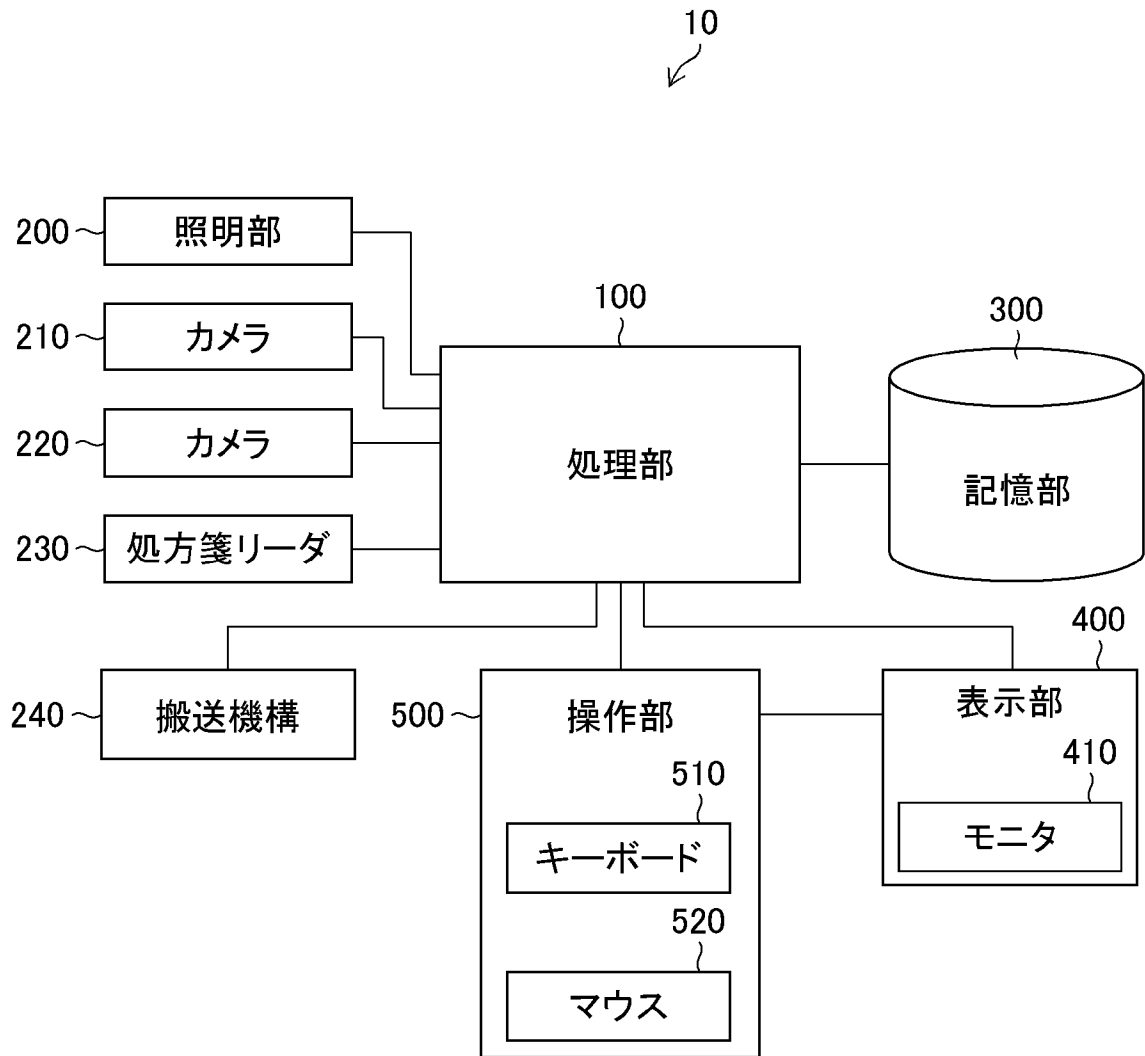 10
200
照明部
210
カメラ
220
カメラ
230
処方箋リーダ
100
処理部
300
記憶部
240
搬送機構
500
操作部
510
キーボード
520
マウス
400
表示部
410
モニタ